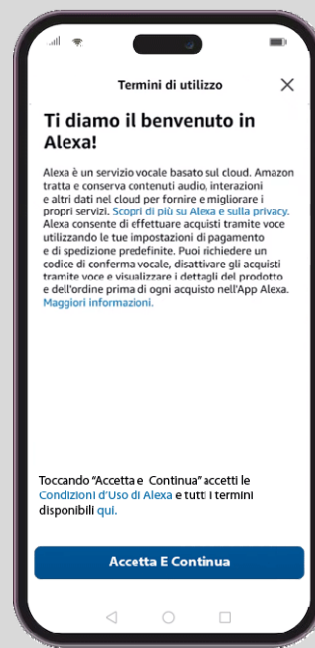 Termini di utilizzo
Ti diamo il benvenuto in
Alexa!
Alexa è un servizio vocale basato sul cloud. Amazon
tratta e conserva contenuti audio, interazioni
e altri dati nel cloud per fornire e migliorare i
propri servizi. Scopri di più su Alexa e sulla privacy.
Alexa consente di effettuare acquisti tramite voce
utilizzando le tue impostazioni di pagamento
e di spedizione predefinite. Puoi richiedere un
codice di conferma vocale, disattivare gli acquisti
tramite voce e visualizzare i dettagli del prodotto
e dell'ordine prima di ogni acquisto nell'App Alexa.
Maggiori informazioni.
Toccando “Accetta e Continua” accetti le
Condizioni d'Uso di Alexa e tutti i termini
disponibili qui.
Accetta E Continua